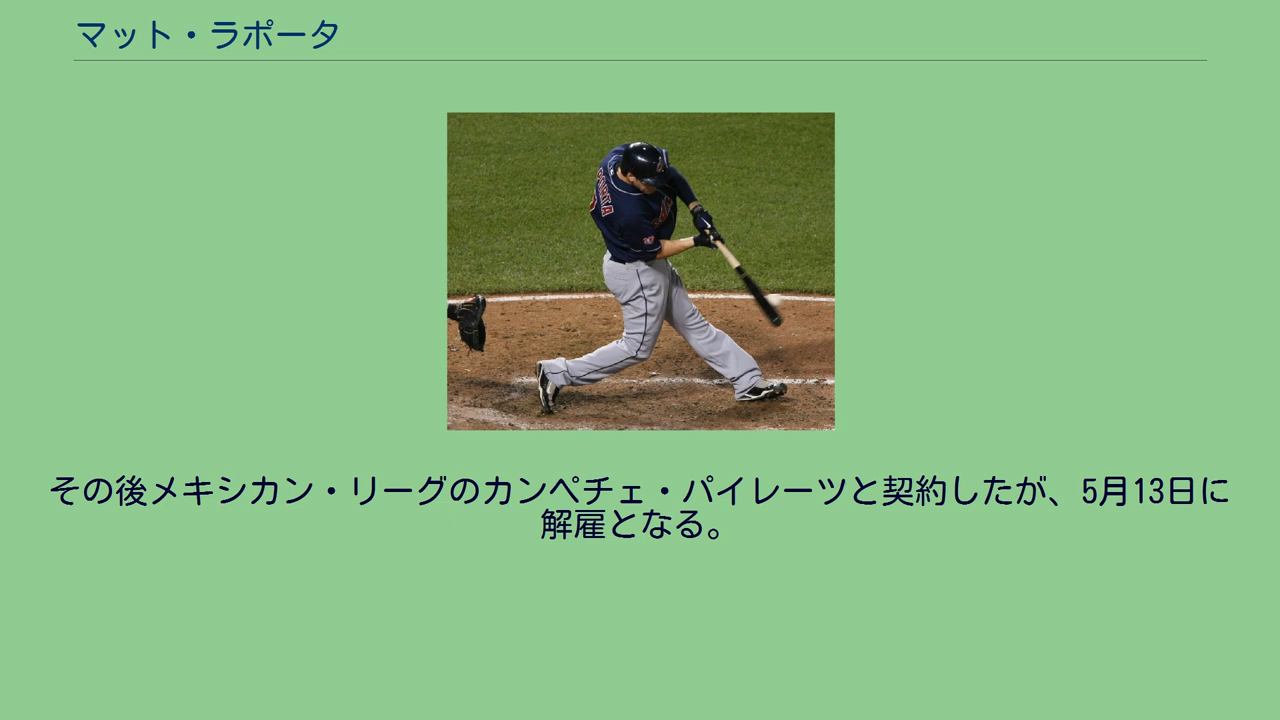 マット・ラポータ
その後メキシカン・リーグのカンペチェ・パイレーツと契約したが、5月13日に
解雇となる。